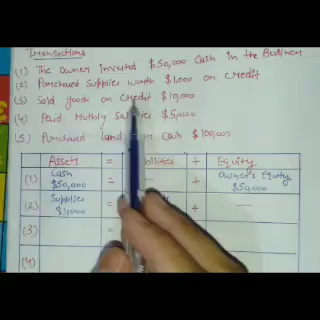 Transactions
(1) The owner invested $50,000 cash in the Business
(2) Purchased Supplies worth $1,000 on credit
(3) Sold goods on credit $10,000
(4) Paid $5,000
(5) Purchased land cash $100,000
Assets = + Equity
(1) Cash $50,000 = — + Owner's Equity $50,000
(2) Supplies $1,000 = + —
(3) =
(4)